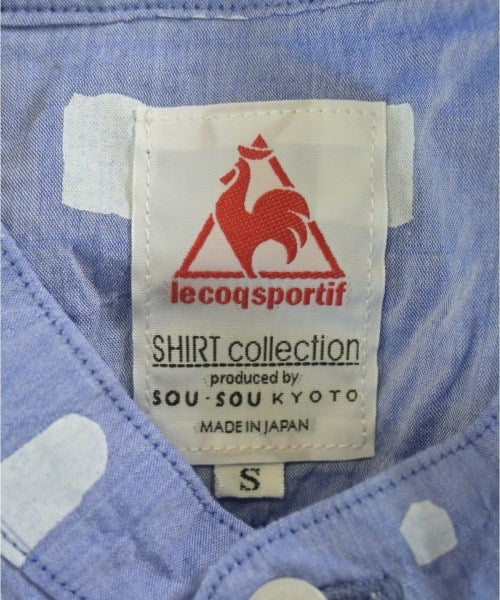 lecoqsportif
SHIRT collection
produced by
SOU・SOU KYOTO
MADE IN JAPAN
S